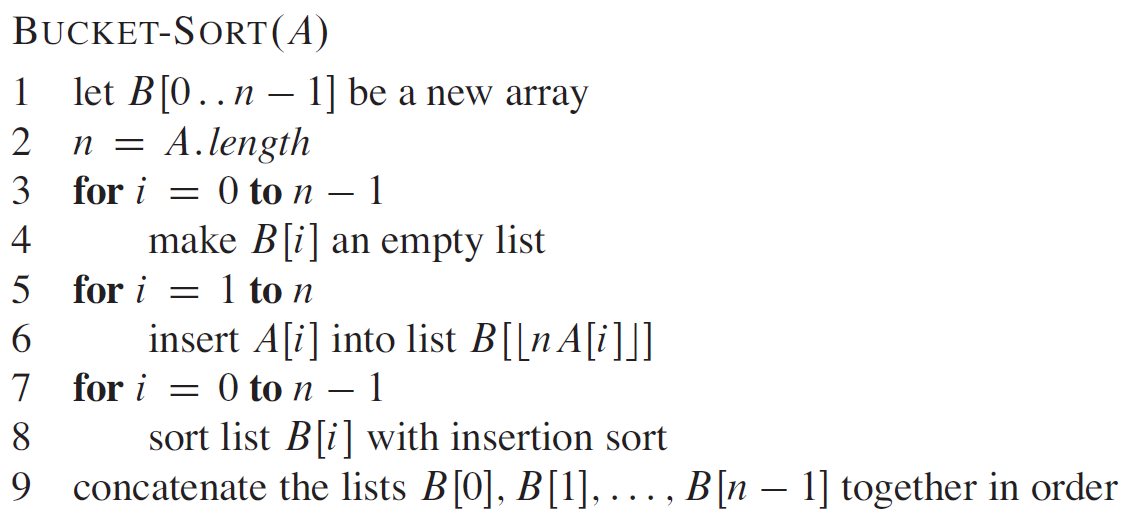 BUCKET-SORT(A)
1 let B[0..n − 1] be a new array
2 n = A.length
3 for i = 0 to n − 1
4 make B[i] an empty list
5 for i = 1 to n
6 insert A[i] into list B[⌊nA[i]⌋]
7 for i = 0 to n − 1
8 sort list B[i] with insertion sort
9 concatenate the lists B[0], B[1], . . . , B[n − 1] together in order